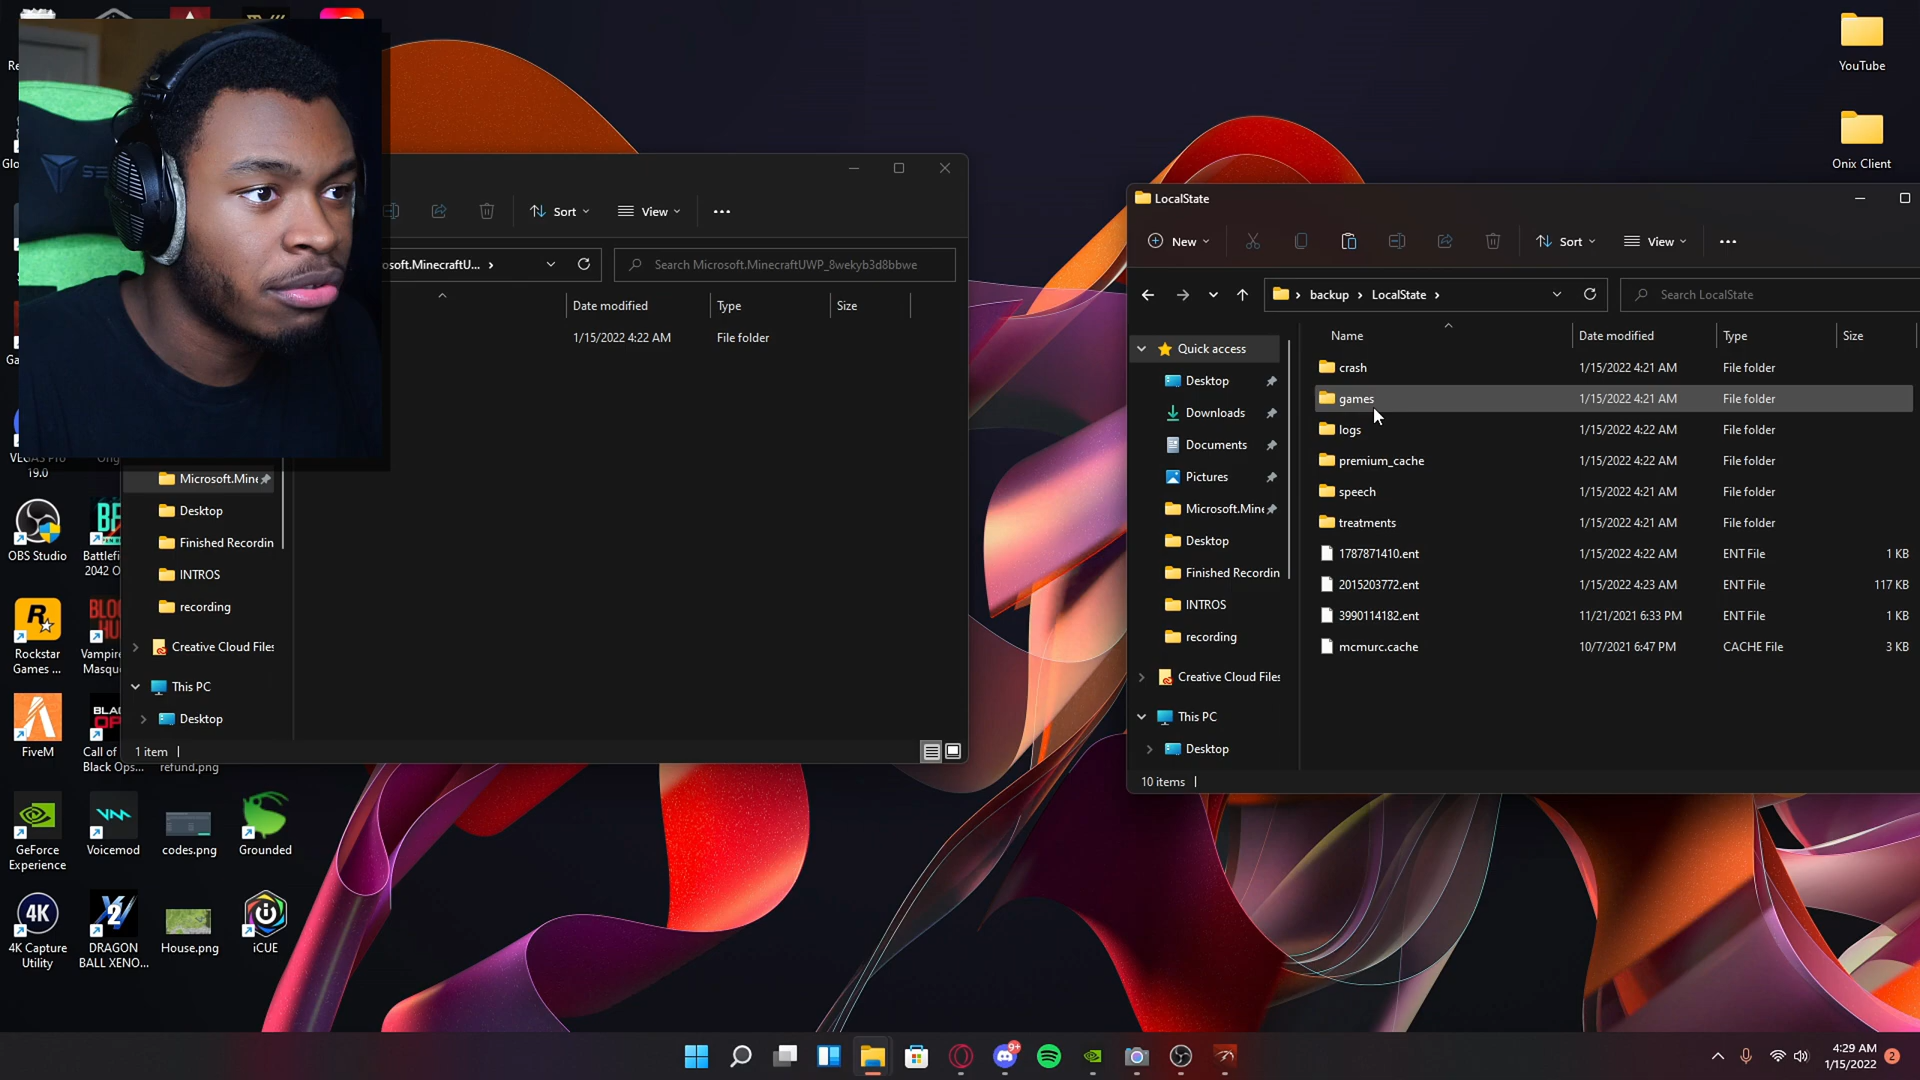 YouTube
Onix Client
Re
Glo
Ga
VEGAS Pro
19.0
Orig
OBS Studio
Battlefi
2042 O
Rockstar
Games ...
Vampire
Masqu
FiveM
Call of
Black Ops...
refund.png
GeForce
Experience
Voicemod
codes.png
Grounded
4K Capture
Utility
DRAGON
BALL XENO...
House.png
iCUE
Sort
View
...
osoft.MinecraftU... ›
Search Microsoft.MinecraftUWP_8wekyb3d8bbwe
Date modified
Type
Size
1/15/2022 4:22 AM
File folder
Microsoft.Mine
Desktop
Finished Recordin
INTROS
recording
Creative Cloud Files
This PC
Desktop
1 item
LocalState
New
Sort
View
...
› backup › LocalState ›
Search LocalState
Name
Date modified
Type
Size
Quick access
Desktop
Downloads
Documents
Pictures
Microsoft.Mine
Desktop
Finished Recordin
INTROS
recording
Creative Cloud Files
This PC
Desktop
crash 1/15/2022 4:21 AM File folder
games 1/15/2022 4:21 AM File folder
logs 1/15/2022 4:22 AM File folder
premium_cache 1/15/2022 4:22 AM File folder
speech 1/15/2022 4:21 AM File folder
treatments 1/15/2022 4:21 AM File folder
1787871410.ent 1/15/2022 4:22 AM ENT File 1 KB
2015203772.ent 1/15/2022 4:23 AM ENT File 117 KB
3990114182.ent 11/21/2021 6:33 PM ENT File 1 KB
mcmurc.cache 10/7/2021 6:47 PM CACHE File 3 KB
10 items
9+
4:29 AM
1/15/2022
2